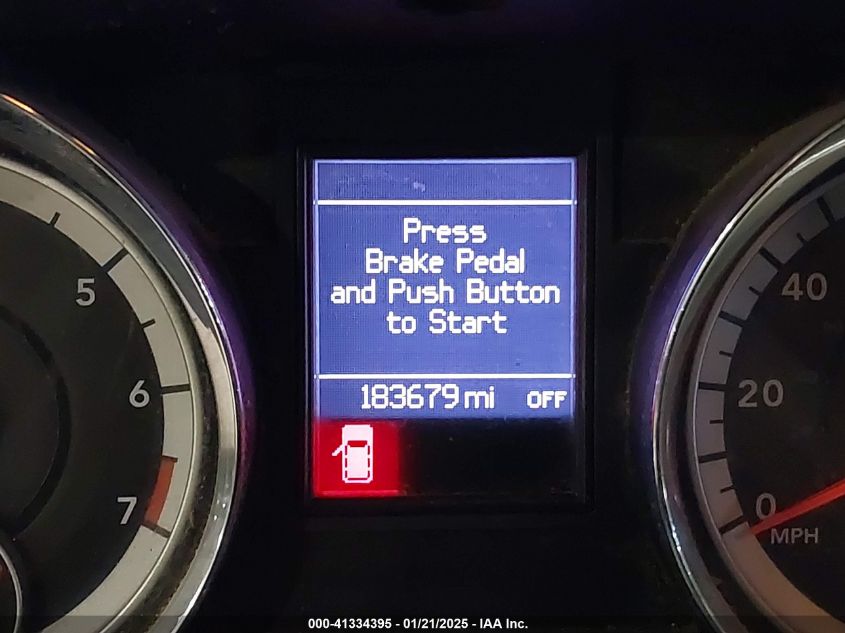 Press
Brake Pedal
and Push Button
to Start
183679 mi OFF
5
6
7
40
20
0
MPH
000-41334395 - 01/21/2025 - IAA Inc.